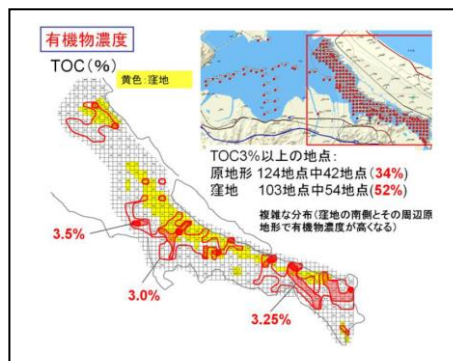 有機物濃度
TOC(%)
黄色：窪地
TOC3%以上の地点：
原地形 124地点中42地点(34%)
窪地 103地点中54地点(52%)
複雑な分布(窪地の南側とその周辺原
地形で有機物濃度が高くなる)
3.5%
3.0%
3.25%